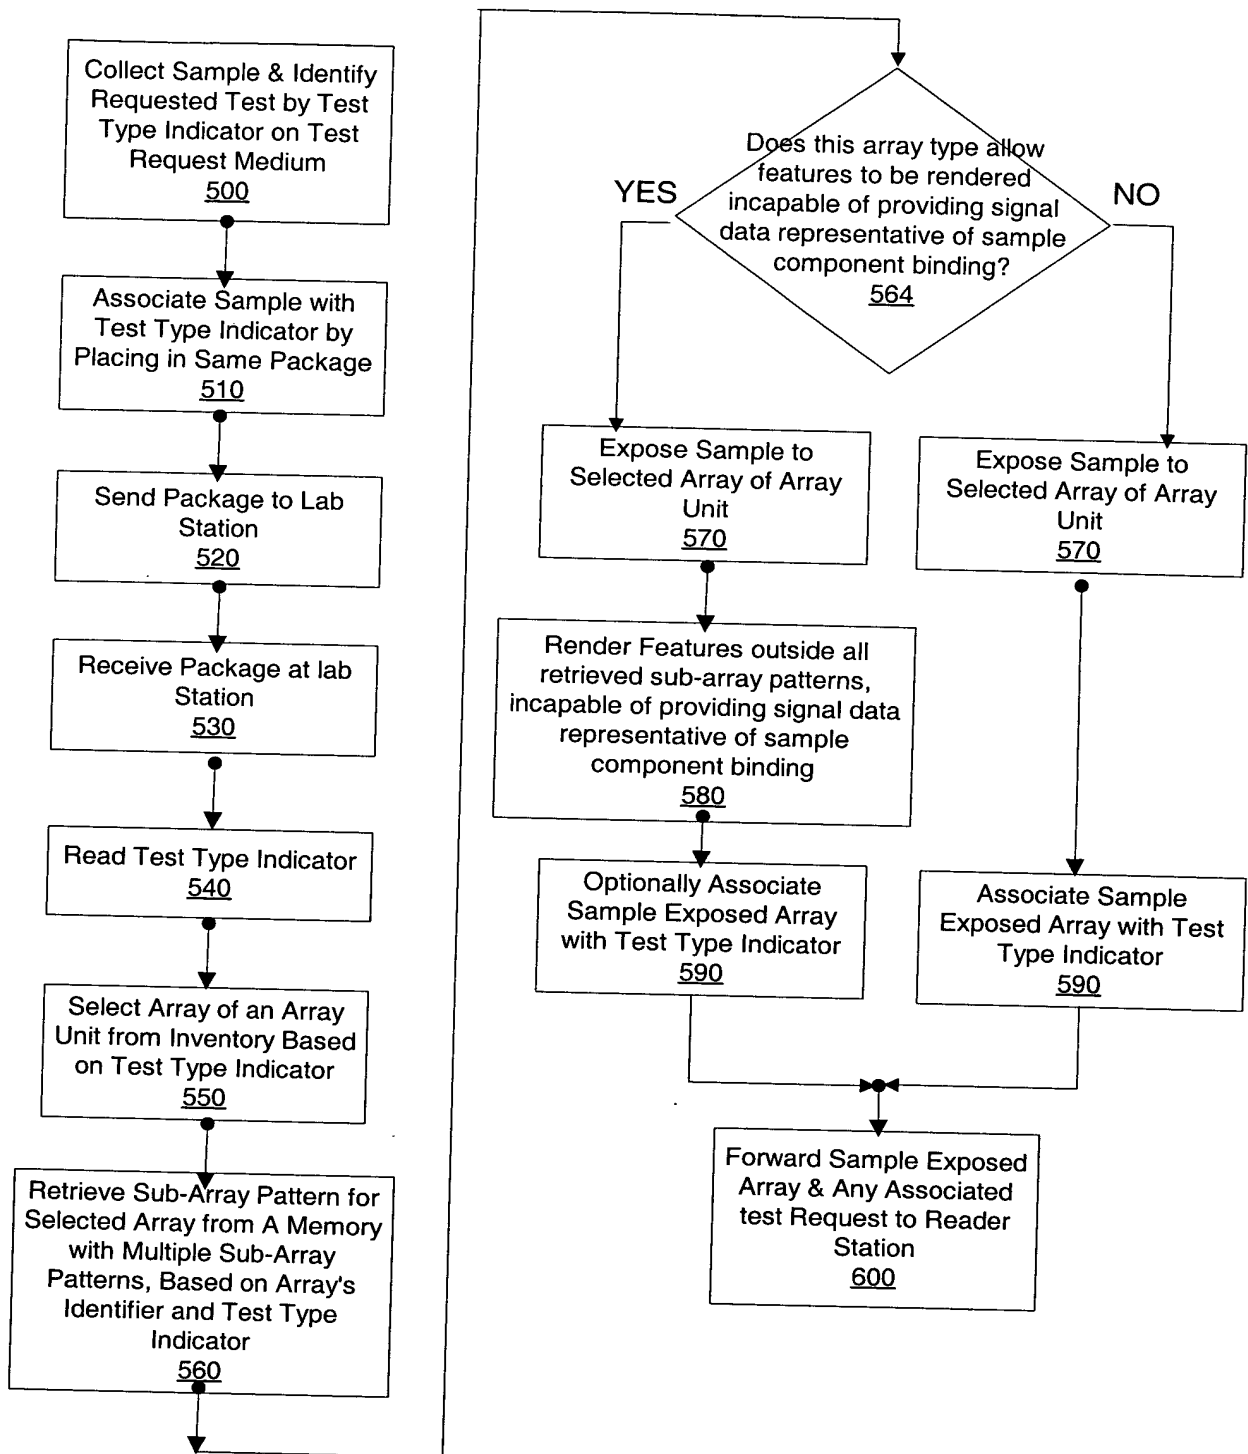 Collect Sample & Identify
Requested Test by Test
Type Indicator on Test
Request Medium
500
Associate Sample with
Test Type Indicator by
Placing in Same Package
510
Send Package to Lab
Station
520
Receive Package at lab
Station
530
Read Test Type Indicator
540
Select Array of an Array
Unit from Inventory Based
on Test Type Indicator
550
Retrieve Sub-Array Pattern for
Selected Array from A Memory
with Multiple Sub-Array
Patterns, Based on Array's
Identifier and Test Type
Indicator
560
Does this array type allow
features to be rendered
incapable of providing signal
data representative of sample
component binding?
564
YES
NO
Expose Sample to
Selected Array of Array
Unit
570
Render Features outside all
retrieved sub-array patterns,
incapable of providing signal data
representative of sample
component binding
580
Optionally Associate
Sample Exposed Array
with Test Type Indicator
590
Expose Sample to
Selected Array of Array
Unit
570
Associate Sample
Exposed Array with Test
Type Indicator
590
Forward Sample Exposed
Array & Any Associated
test Request to Reader
Station
600